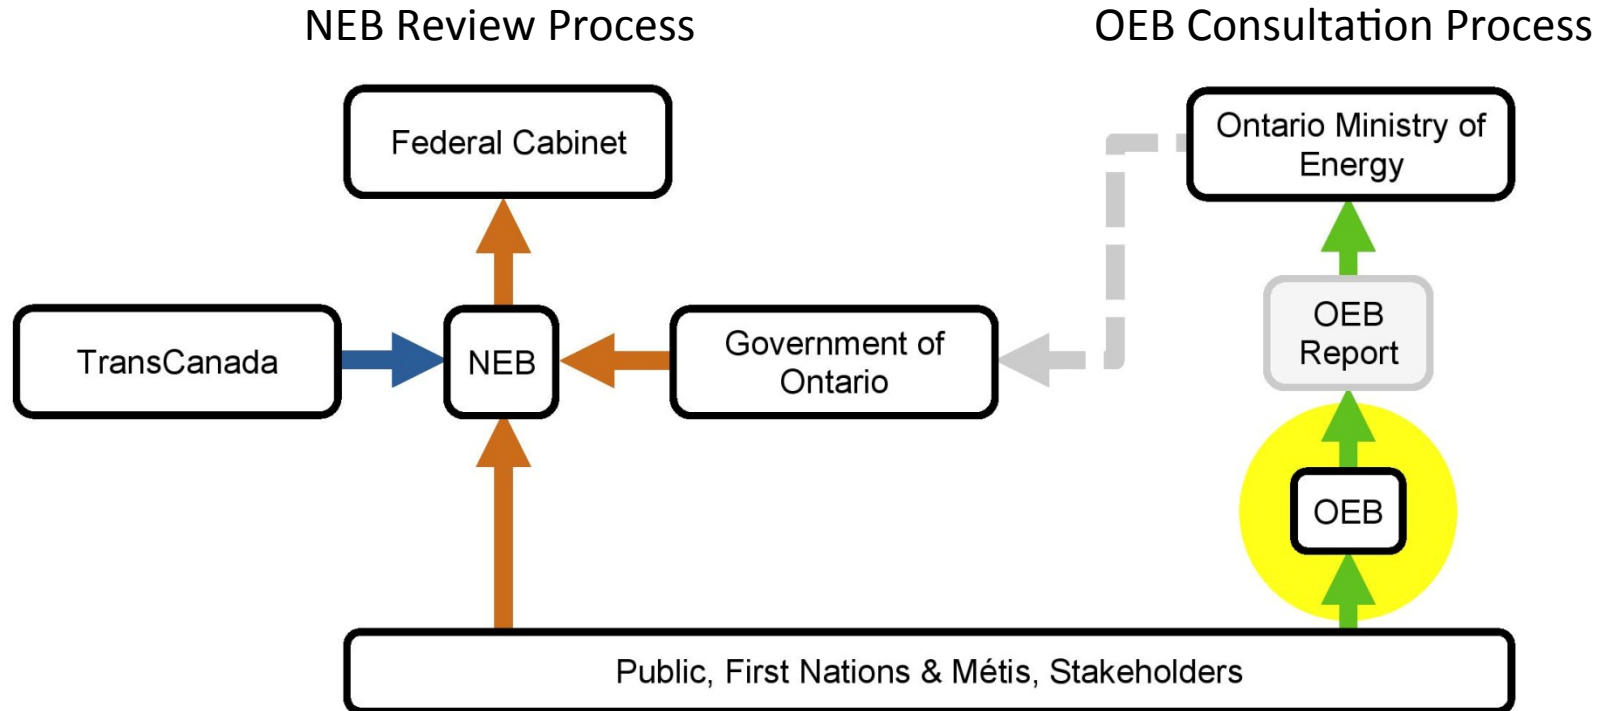 NEB Review Process
OEB Consultation Process
Federal Cabinet
Ontario Ministry of
Energy
TransCanada
NEB
Government of
Ontario
OEB
Report
OEB
Public, First Nations & Métis, Stakeholders